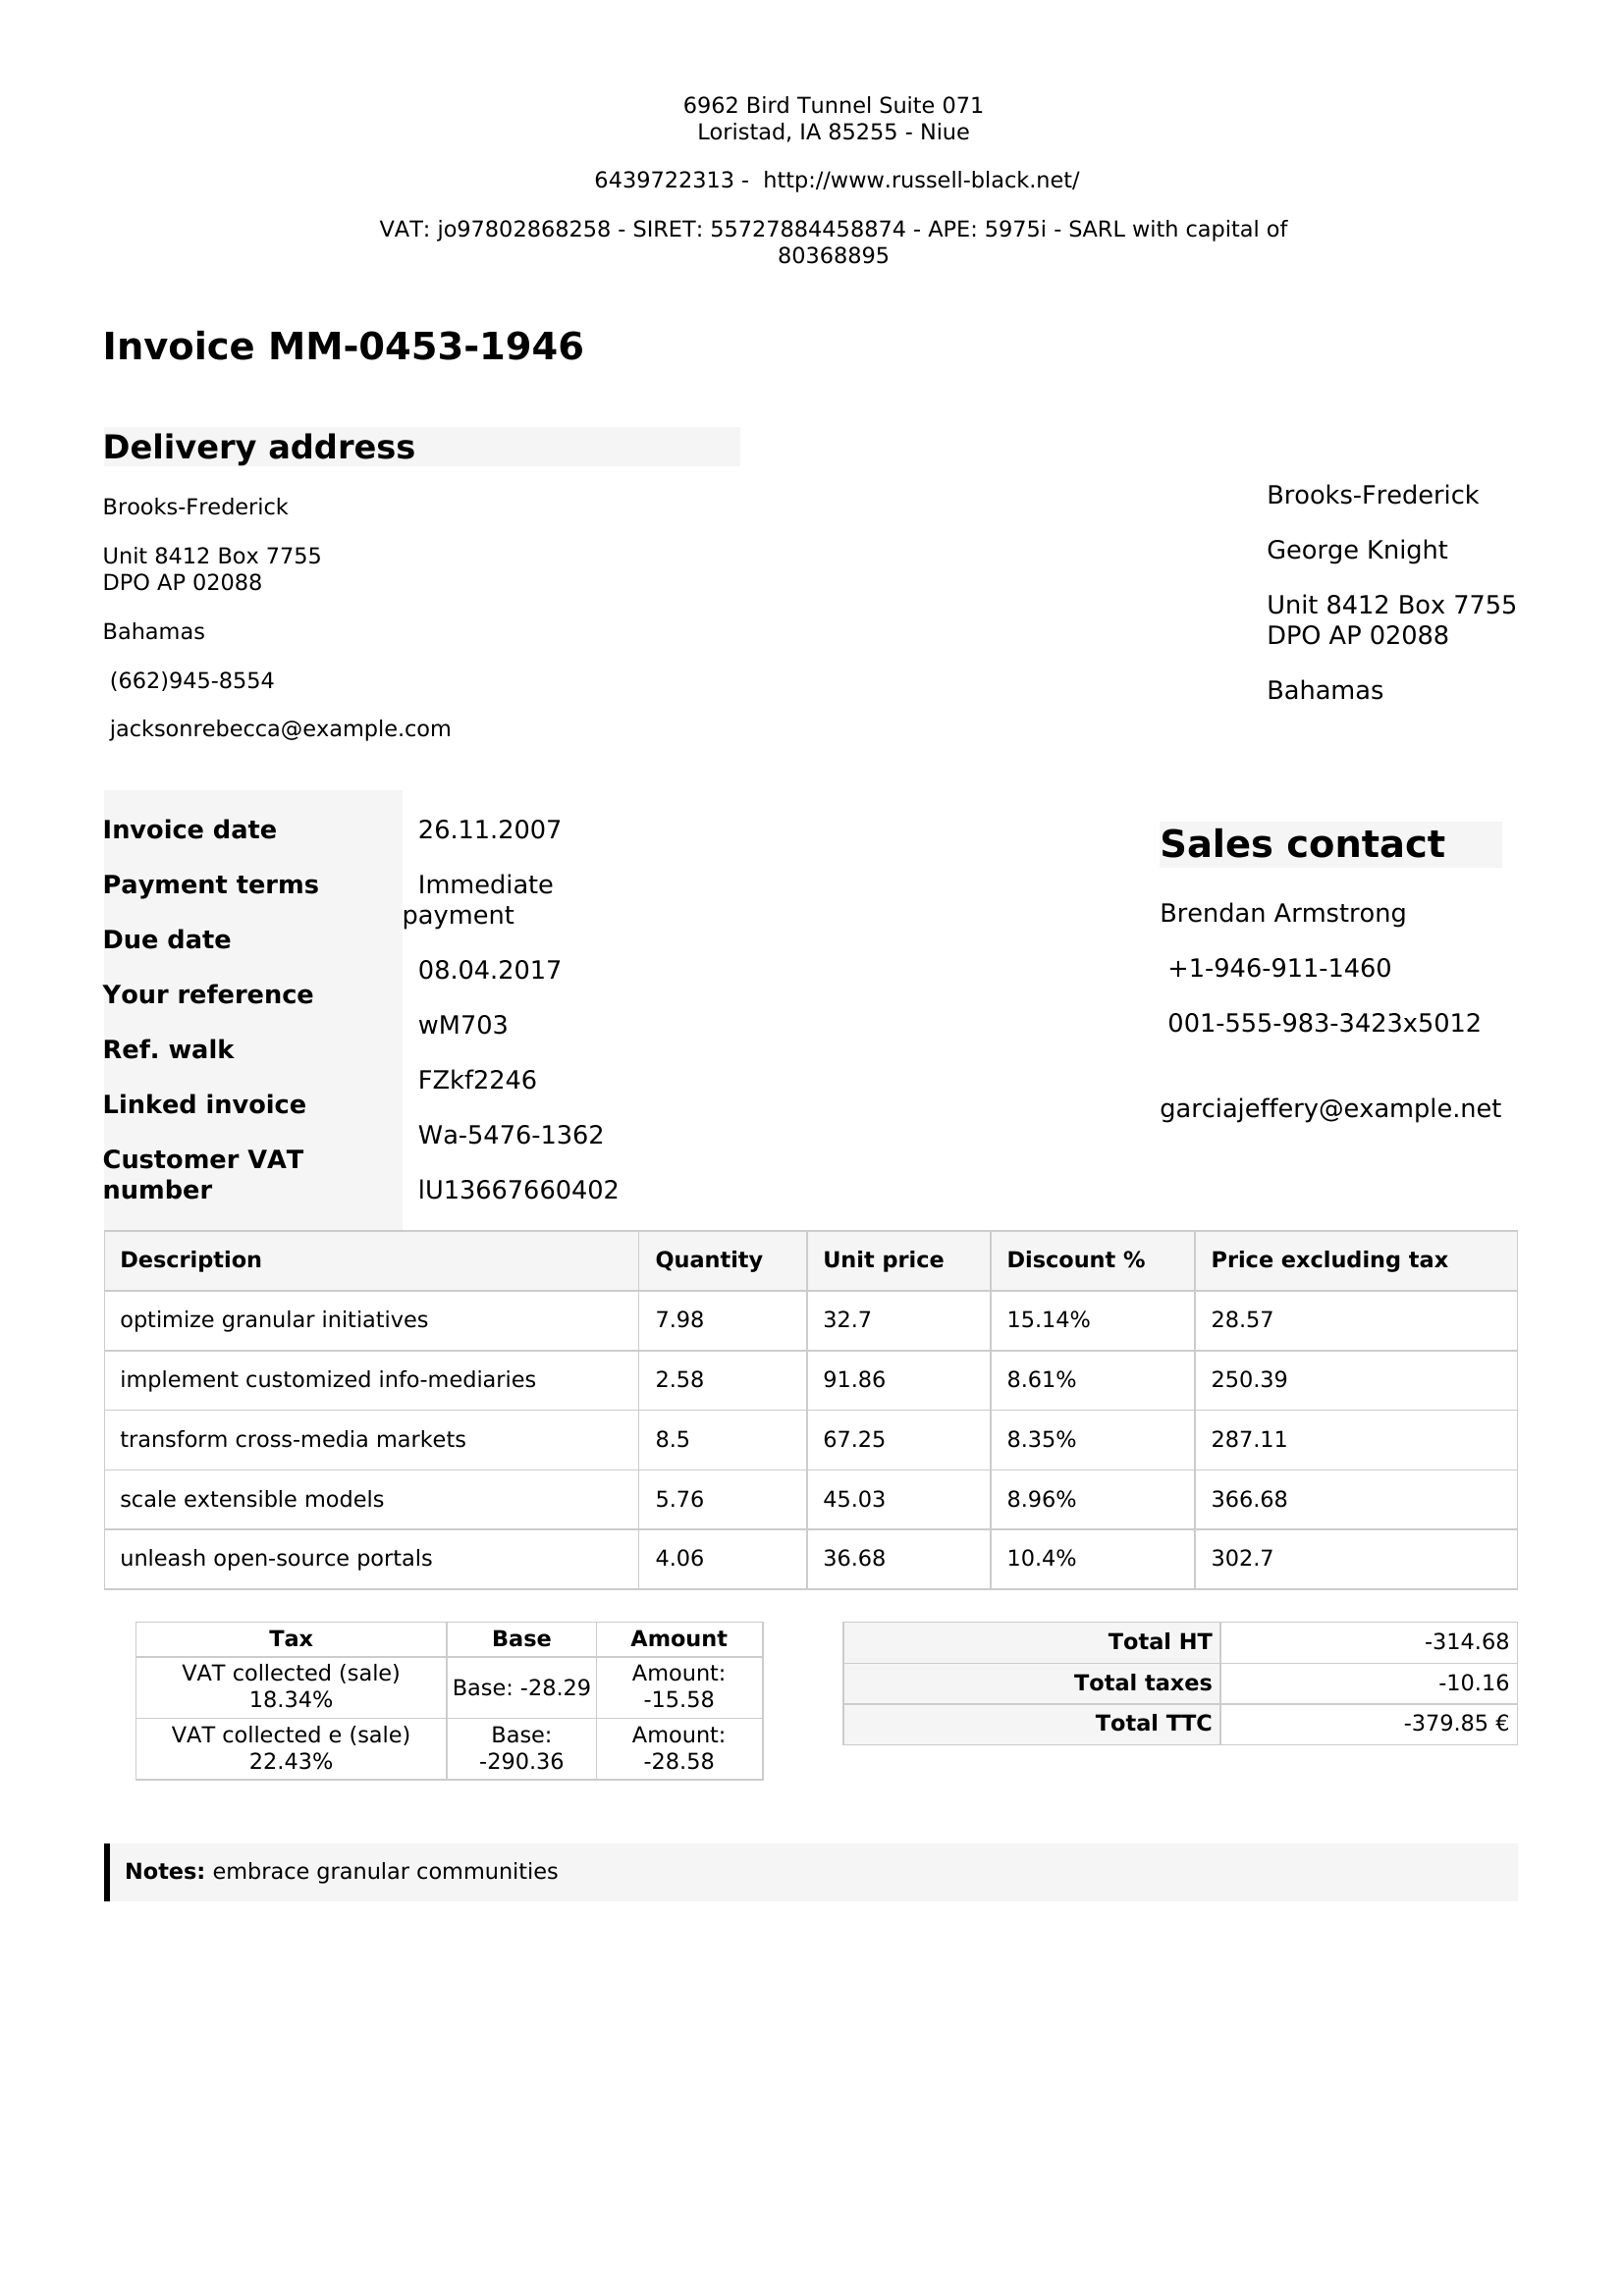 6962 Bird Tunnel Suite 071
Loristad, IA 85255 - Niue
6439722313 -  http://www.russell-black.net/
VAT: jo97802868258 - SIRET: 55727884458874 - APE: 5975i - SARL with capital of
80368895
Invoice MM-0453-1946
Delivery address
Brooks-Frederick
Unit 8412 Box 7755
DPO AP 02088
Bahamas
(662)945-8554
jacksonrebecca@example.com
Brooks-Frederick
George Knight
Unit 8412 Box 7755
DPO AP 02088
Bahamas
Invoice date
Payment terms
Due date
Your reference
Ref. walk
Linked invoice
Customer VAT
number
26.11.2007
Immediate
payment
08.04.2017
wM703
FZkf2246
Wa-5476-1362
lU13667660402
Sales contact
Brendan Armstrong
+1-946-911-1460
001-555-983-3423x5012
garciajeffery@example.net
Description Quantity Unit price Discount % Price excluding tax
optimize granular initiatives 7.98 32.7 15.14% 28.57
implement customized info-mediaries 2.58 91.86 8.61% 250.39
transform cross-media markets 8.5 67.25 8.35% 287.11
scale extensible models 5.76 45.03 8.96% 366.68
unleash open-source portals 4.06 36.68 10.4% 302.7
Tax Base Amount
VAT collected (sale)
18.34%
Base: -28.29
Amount:
-15.58
VAT collected e (sale)
22.43%
Base:
-290.36
Amount:
-28.58
Total HT -314.68
Total taxes -10.16
Total TTC -379.85 €
Notes: embrace granular communities